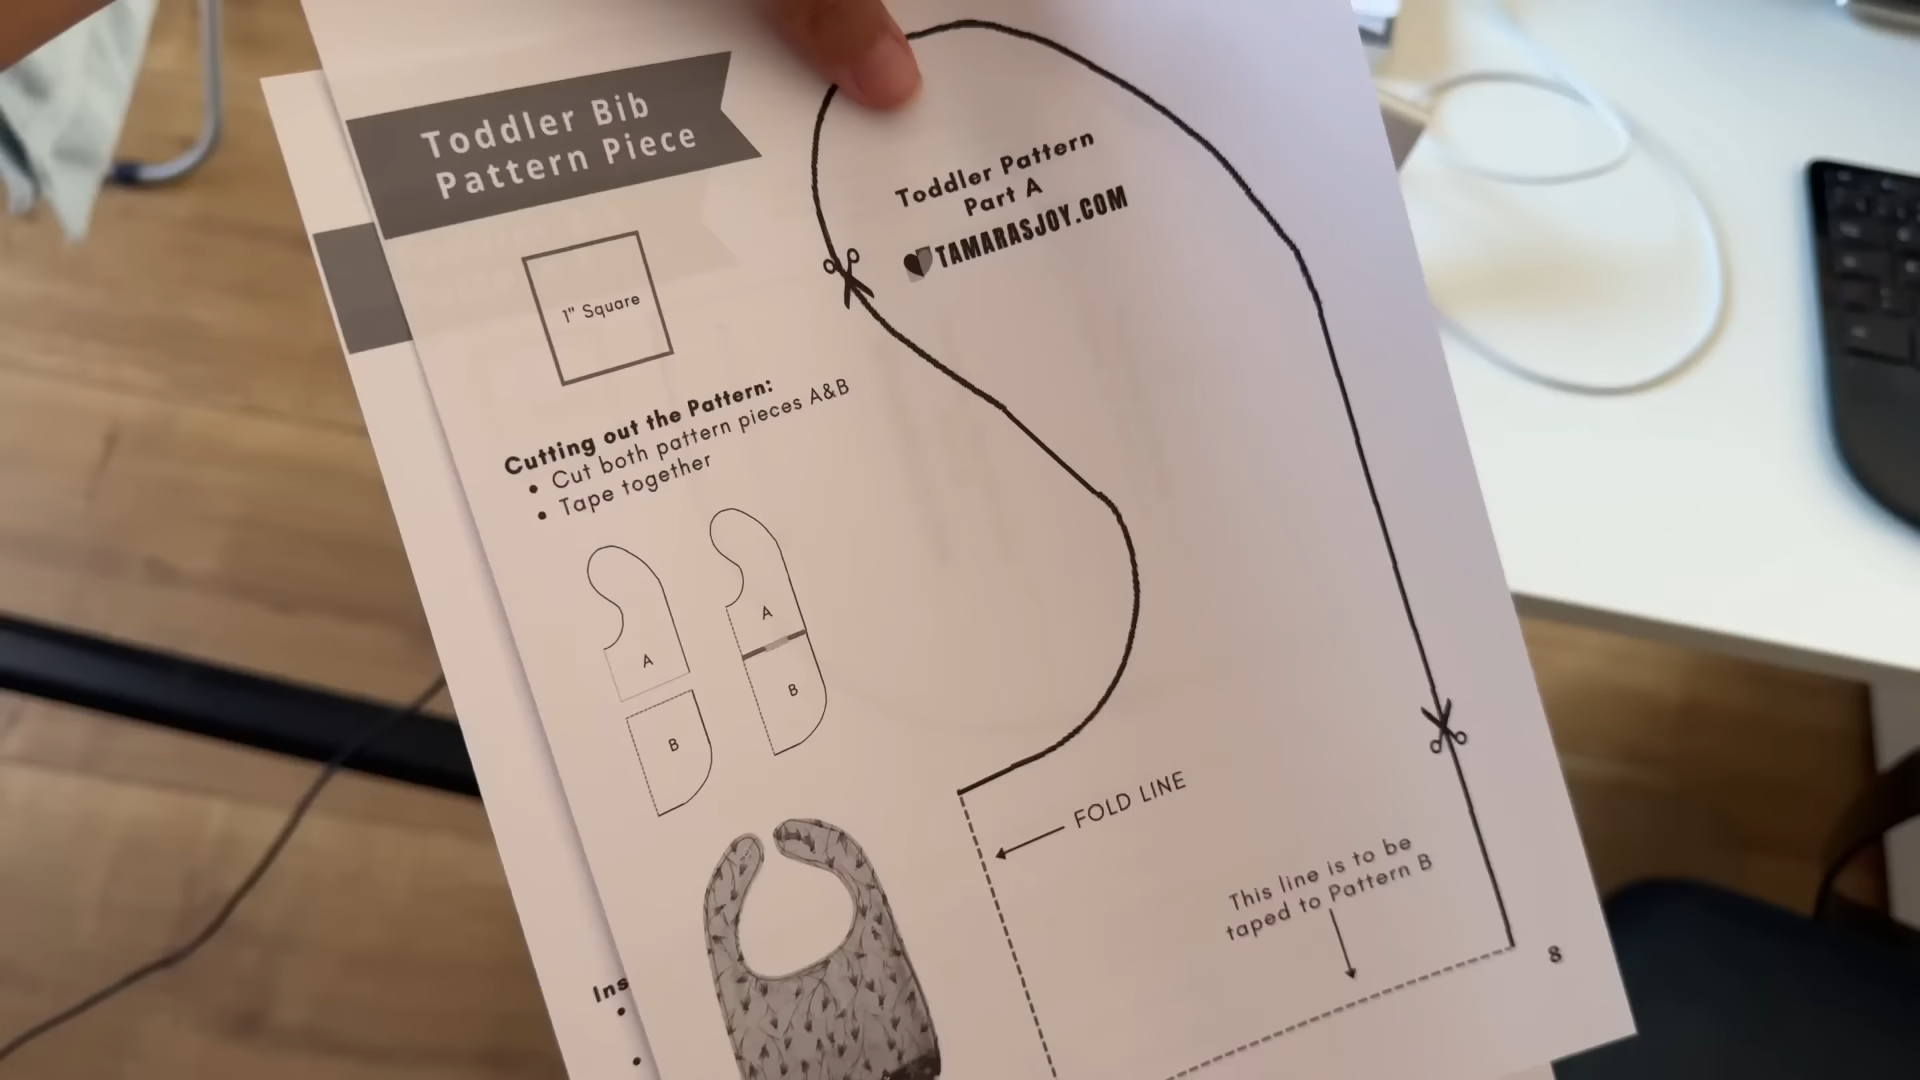 Toddler Bib
Pattern Piece
1" Square
Cutting out the Pattern:
• Cut both pattern pieces A&B
• Tape together
A
B
A
B
Toddler Pattern
Part A
TAMARASJOY.COM
FOLD LINE
This line is to be
taped to Pattern B
8
Ins